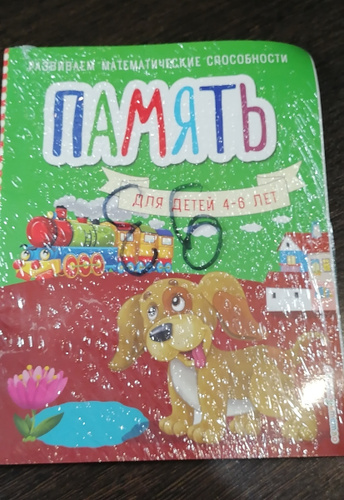 РАЗВИВАЕМ МАТЕМАТИЧЕСКИЕ СПОСОБНОСТИ
ПАМЯТЬ
ДЛЯ ДЕТЕЙ 4-6 ЛЕТ